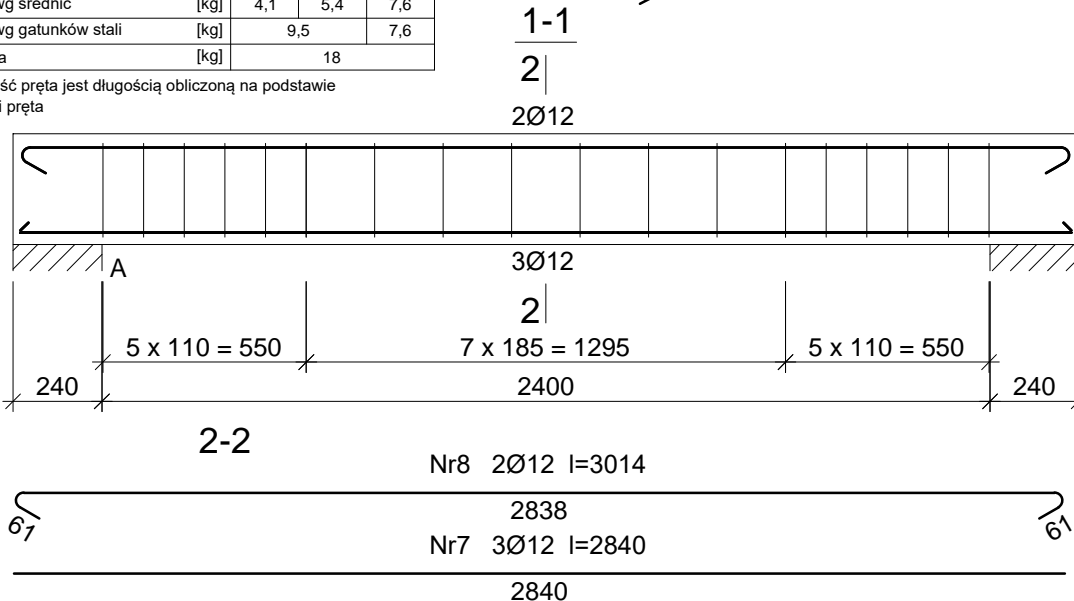 wg średnic [kg] 4,1 5,4 7,6
wg gatunków stali [kg] 9,5 7,6
a [kg] 18
ść pręta jest długością obliczoną na podstawie
i pręta
1-1
2
2Ø12
A
3Ø12
2
5 x 110 = 550 7 x 185 = 1295 5 x 110 = 550
240 2400 240
2-2
Nr8 2Ø12 l=3014
61 2838 61
Nr7 3Ø12 l=2840
2840